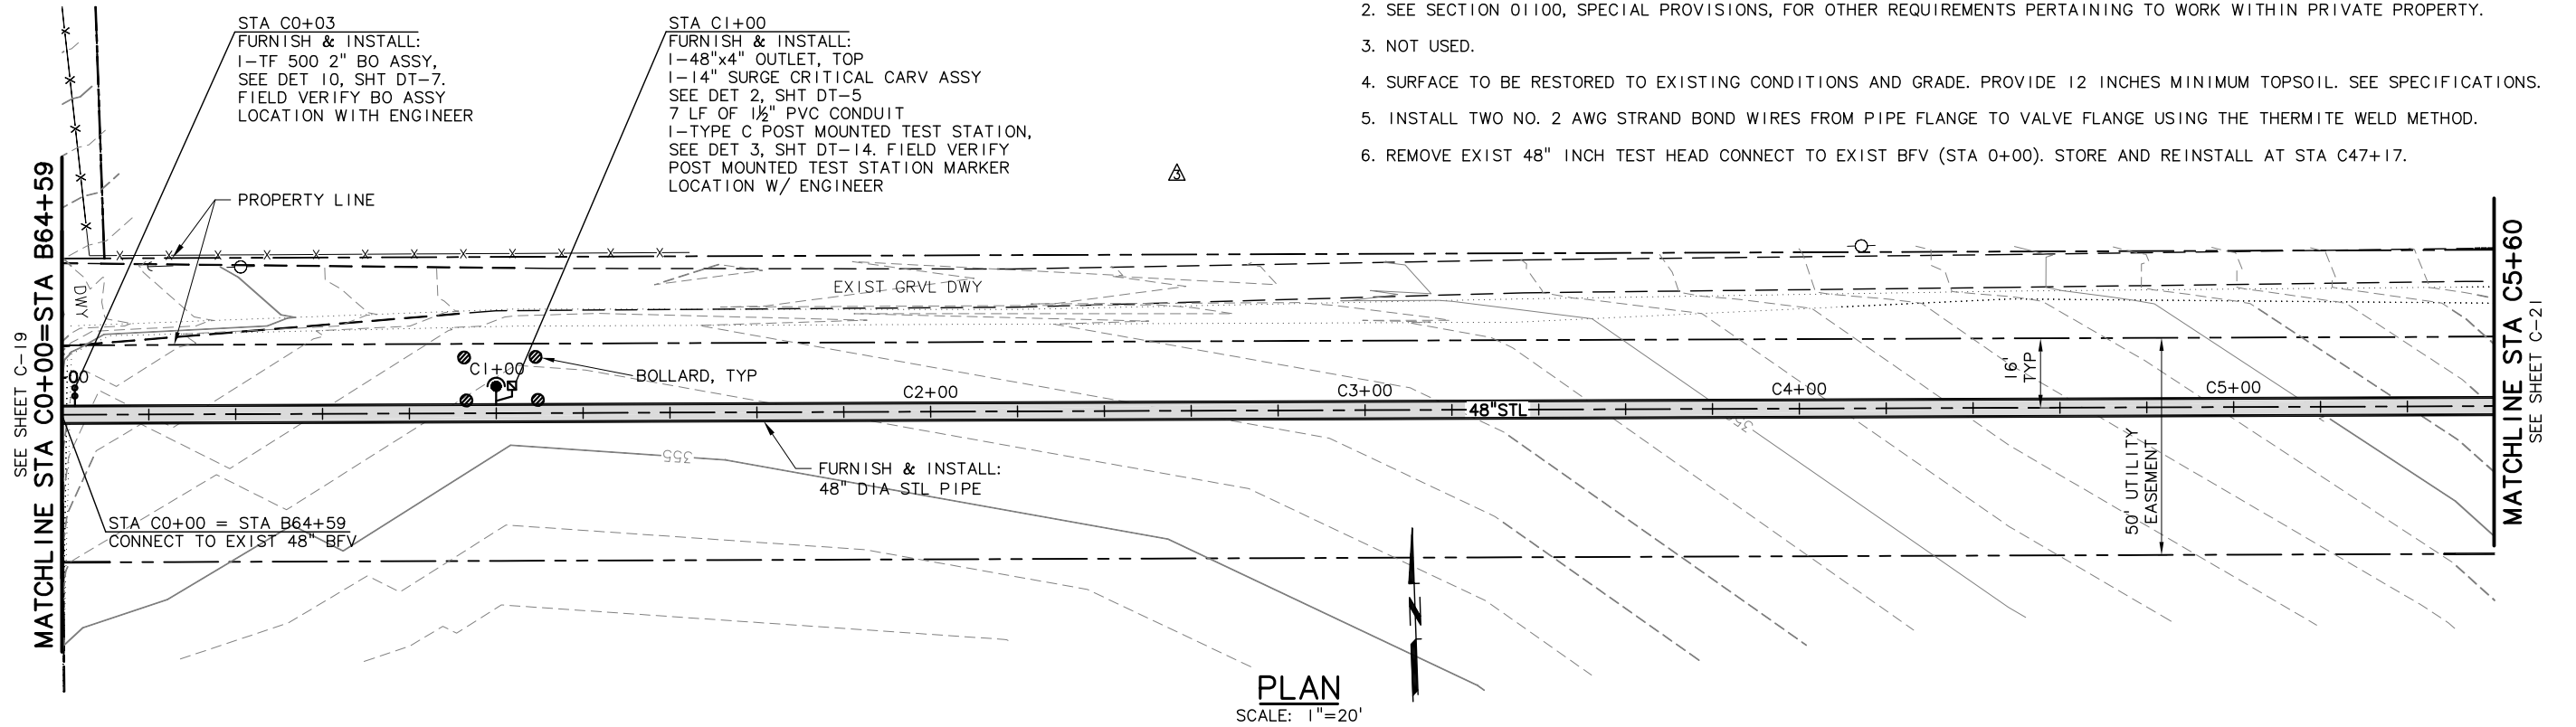 STA C0+03
FURNISH & INSTALL:
1-TF 500 2" BO ASSY,
SEE DET 10, SHT DT-7.
FIELD VERIFY BO ASSY
LOCATION WITH ENGINEER
STA C1+00
FURNISH & INSTALL:
1-48"x4" OUTLET, TOP
1-14" SURGE CRITICAL CARV ASSY
SEE DET 2, SHT DT-5
7 LF OF 1½" PVC CONDUIT
1-TYPE C POST MOUNTED TEST STATION,
SEE DET 3, SHT DT-14. FIELD VERIFY
POST MOUNTED TEST STATION MARKER
LOCATION W/ ENGINEER
3
2. SEE SECTION 01100, SPECIAL PROVISIONS, FOR OTHER REQUIREMENTS PERTAINING TO WORK WITHIN PRIVATE PROPERTY.
3. NOT USED.
4. SURFACE TO BE RESTORED TO EXISTING CONDITIONS AND GRADE. PROVIDE 12 INCHES MINIMUM TOPSOIL. SEE SPECIFICATIONS.
5. INSTALL TWO NO. 2 AWG STRAND BOND WIRES FROM PIPE FLANGE TO VALVE FLANGE USING THE THERMITE WELD METHOD.
6. REMOVE EXIST 48" INCH TEST HEAD CONNECT TO EXIST BFV (STA 0+00). STORE AND REINSTALL AT STA C47+17.
SEE SHEET C-19
MATCHLINE STA C0+00=STA B64+59
PROPERTY LINE
DWY
EXIST GRVL DWY
00
C1+00
BOLLARD, TYP
C2+00
C3+00
C4+00
C5+00
48"STL
16'
TYP
50' UTILITY
EASEMENT
355
35
FURNISH & INSTALL:
48" DIA STL PIPE
STA C0+00 = STA B64+59
CONNECT TO EXIST 48" BFV
MATCHLINE STA C5+60
SEE SHEET C-21
N
PLAN
SCALE: 1"=20'